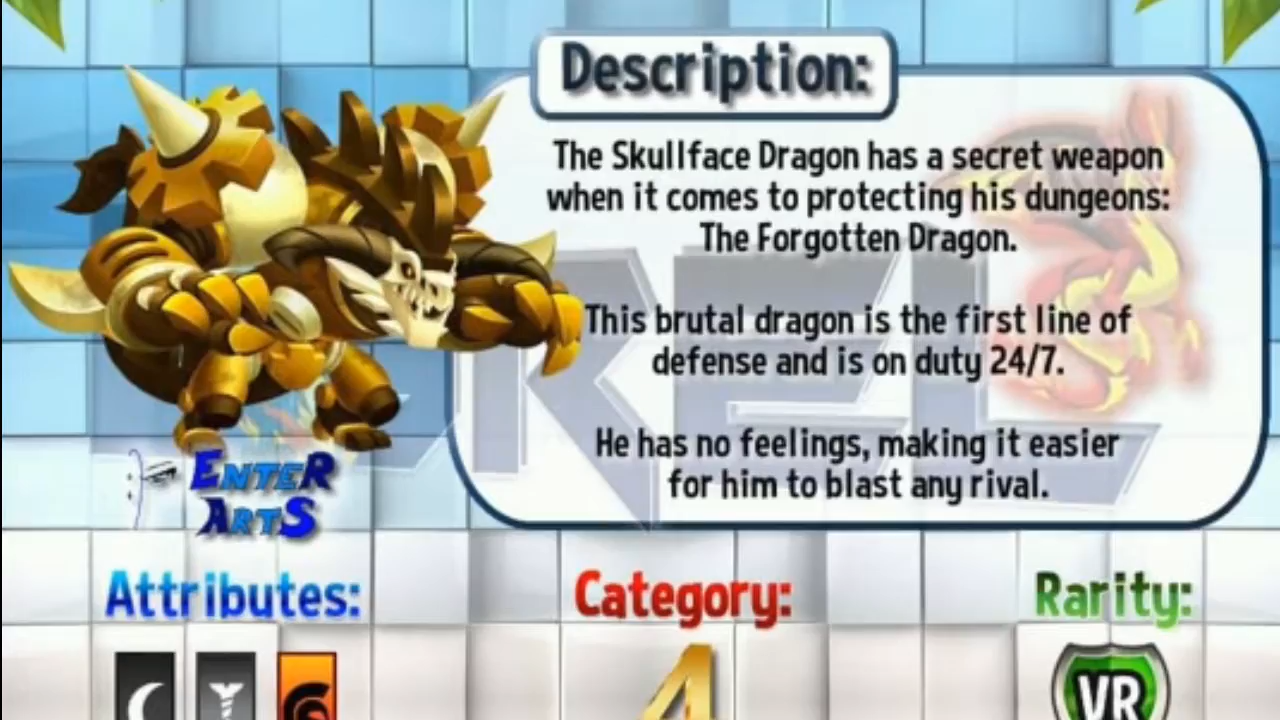 Description:
The Skullface Dragon has a secret weapon
when it comes to protecting his dungeons:
The Forgotten Dragon.
This brutal dragon is the first line of
defense and is on duty 24/7.
He has no feelings, making it easier
for him to blast any rival.
ENTER
ARTS
Attributes:
Category:
Rarity:
4
VR